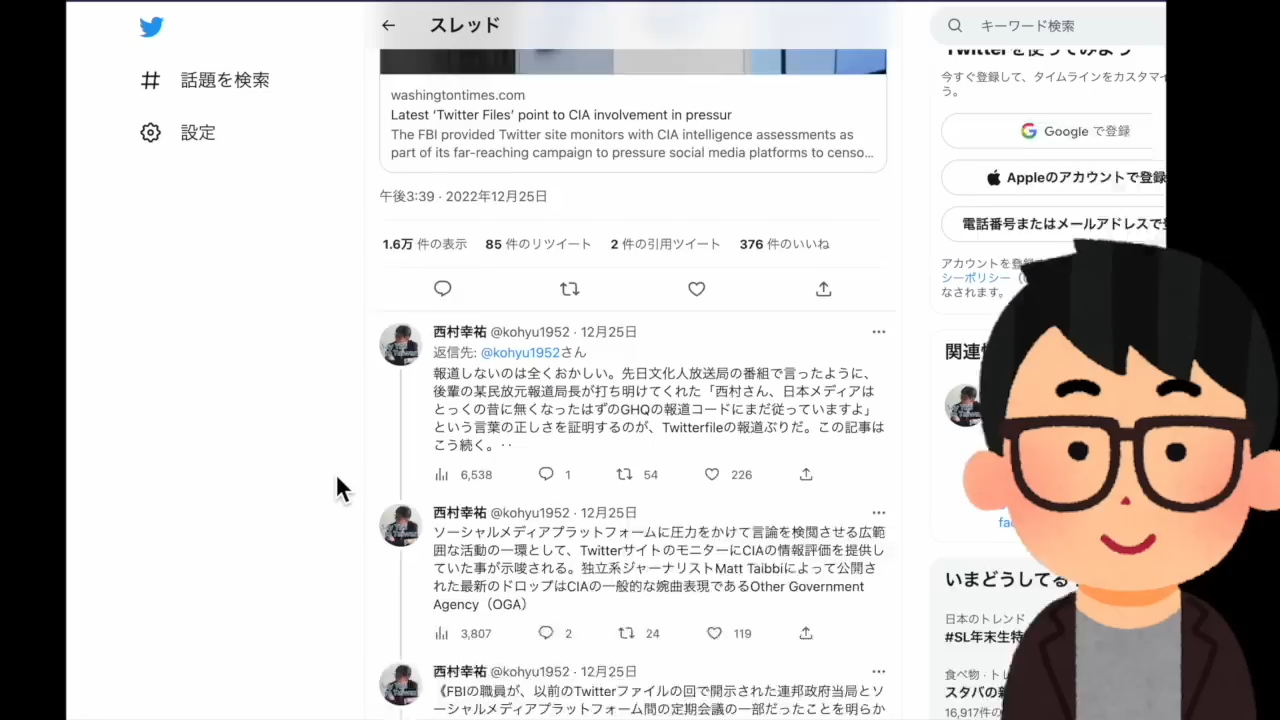 スレッド
キーワード検索
話題を検索
設定
washingtontimes.com
Latest ‘Twitter Files’ point to CIA involvement in pressur
The FBI provided Twitter site monitors with CIA intelligence assessments as
part of its far-reaching campaign to pressure social media platforms to censo…
午後3:39 · 2022年12月25日
1.6万 件の表示 85 件のリツイート 2 件の引用ツイート 376 件のいいね
西村幸祐 @kohyu1952 · 12月25日
返信先: @kohyu1952さん
報道しないのは全くおかしい。先日文化人放送局の番組で言ったように、
後輩の某民放元報道局長が打ち明けてくれた「西村さん、日本メディアは
とっくの昔に無くなったはずのGHQの報道コードにまだ従っていますよ」
という言葉の正しさを証明するのが、Twitterfileの報道ぶりだ。この記事は
こう続く。‥
6,538 1 54 226
西村幸祐 @kohyu1952 · 12月25日
ソーシャルメディアプラットフォームに圧力をかけて言論を検閲させる広範
囲な活動の一環として、TwitterサイトのモニターにCIAの情報評価を提供し
ていた事が示唆される。独立系ジャーナリストMatt Taibbiによって公開さ
れた最新のドロップはCIAの一般的な婉曲表現であるOther Government
Agency（OGA）
3,807 2 24 119
西村幸祐 @kohyu1952 · 12月25日
《FBIの職員が、以前のTwitterファイルの回で開示された連邦政府当局とソ
ーシャルメディアプラットフォーム間の定期会議の一部だったことを明らか
Twitterを使ってみよう
今すぐ登録して、タイムラインをカスタマイ
う。
Google で登録
Appleのアカウントで登録
電話番号またはメールアドレスで
アカウントを登録
シーポリシー
なされます。
関連
いまどうしてる
日本のトレンド
#SL年末生特
食べ物 · トレ
スタバの
16,917件の